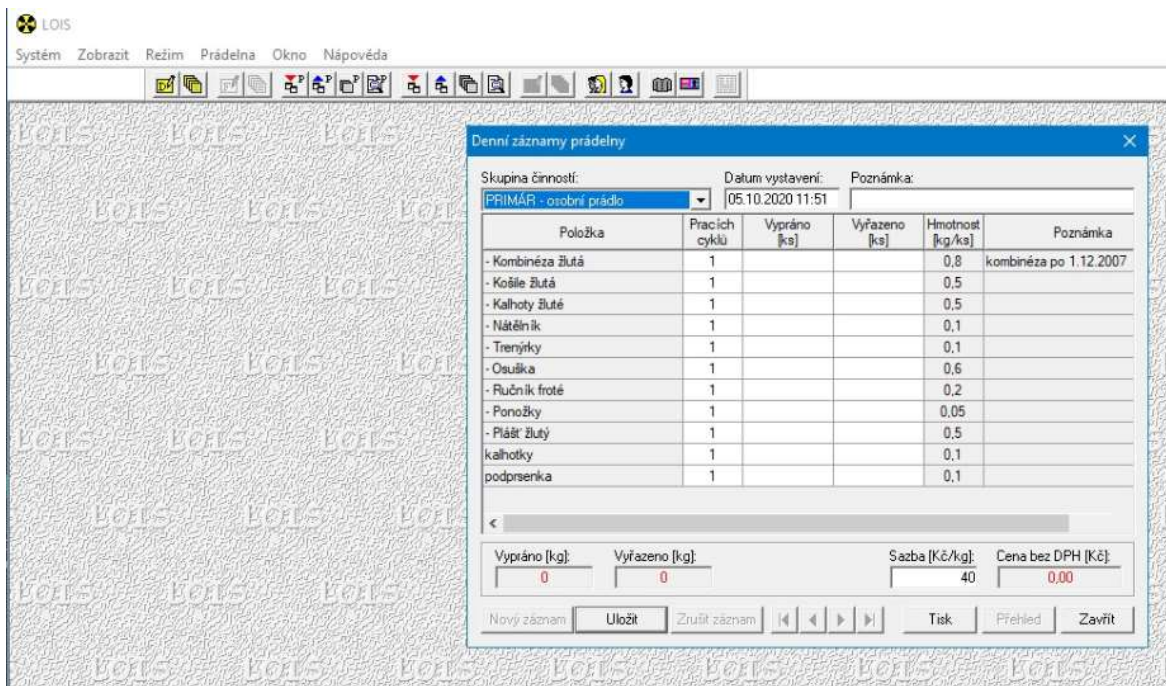 LOIS
Systém Zobrazit Režim Prádelna Okno Nápověda
Denní záznamy prádelny
Skupina činností: Datum vystavení: Poznámka:
PRIMÁR - osobní prádlo 05.10.2020 11:51
Položka Pracích cyklů Vypráno [ks] Vyřazeno [ks] Hmotnost [kg/ks] Poznámka
- Kombinéza žlutá 1 0,8 kombinéza po 1.12.2007
- Košile žlutá 1 0,5
- Kalhoty žluté 1 0,5
- Nátělník 1 0,1
- Trenýrky 1 0,1
- Osuška 1 0,6
- Ručník froté 1 0,2
- Ponožky 1 0,05
- Plášť žlutý 1 0,5
kalhotky 1 0,1
podprsenka 1 0,1
Vypráno [kg]: Vyřazeno [kg]: Sazba [Kč/kg]: Cena bez DPH [Kč]:
0 0 40 0,00
Nový záznam Uložit Zrušit záznam Tisk Přehled Zavřít